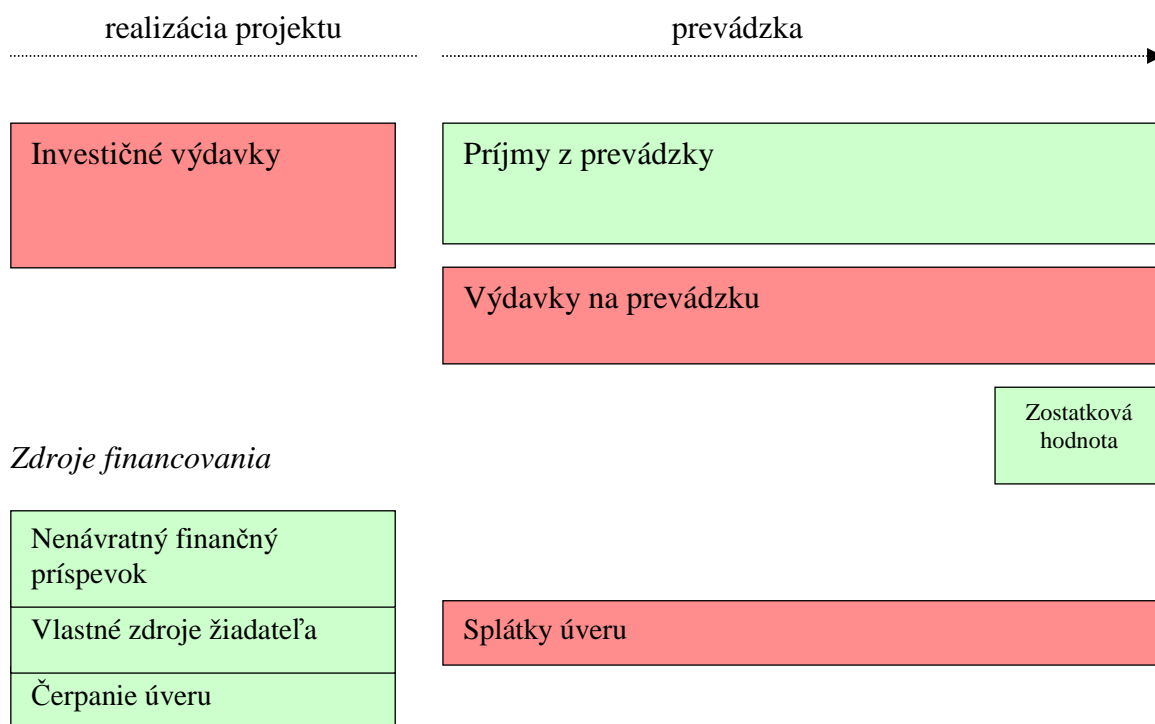 realizácia projektu
prevádzka
Investičné výdavky
Príjmy z prevádzky
Výdavky na prevádzku
Zostatková
hodnota
Zdroje financovania
Nenávratný finančný
príspevok
Vlastné zdroje žiadateľa
Splátky úveru
Čerpanie úveru